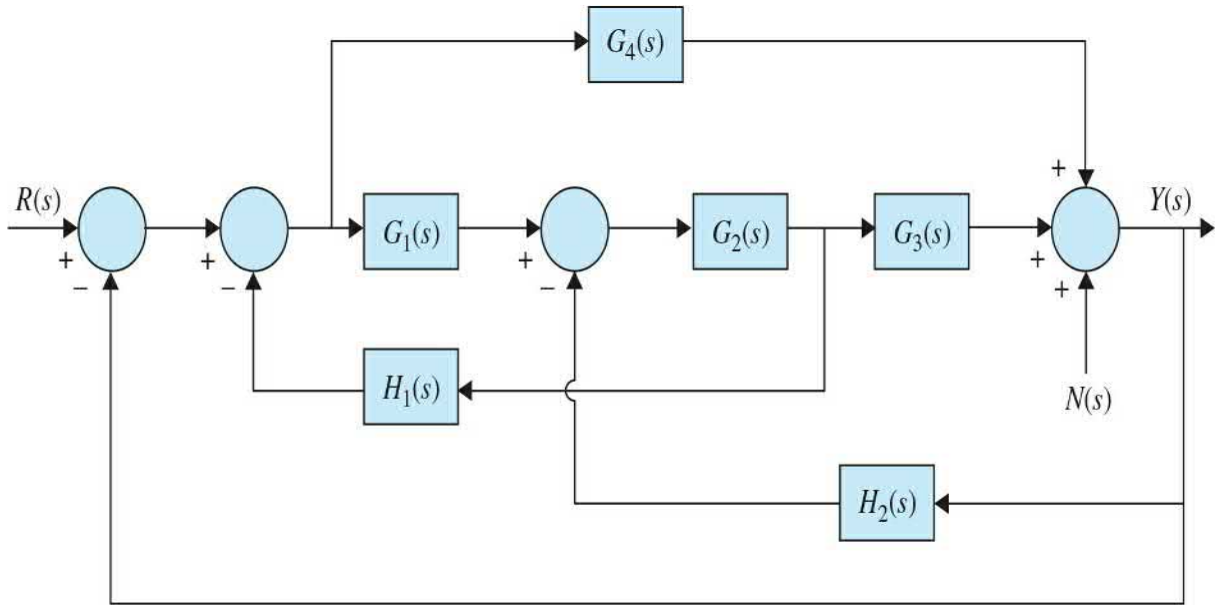 G4(s)
+
R(s)
Y(s)
G1(s)
G2(s)
G3(s)
+
−
+
−
+
−
+
+
H1(s)
N(s)
H2(s)